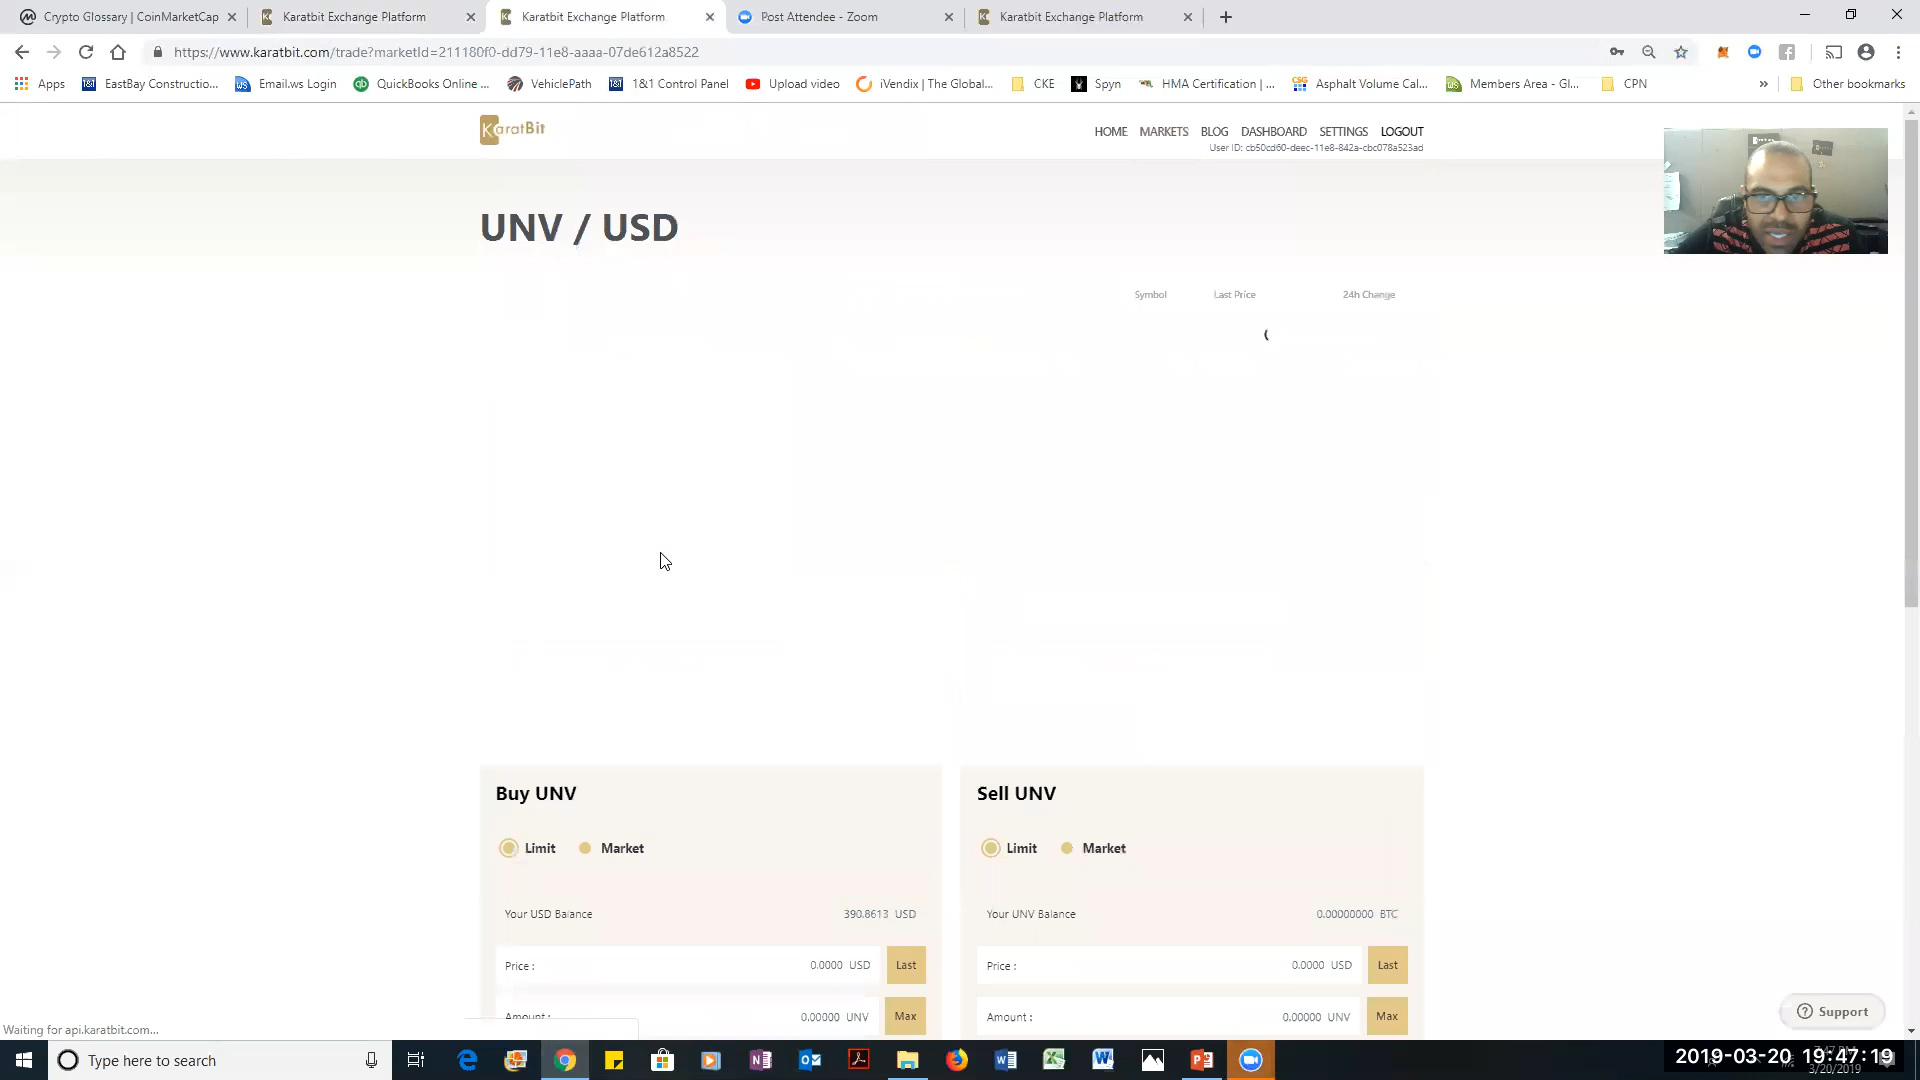 Crypto Glossary | CoinMarketCap
Karatbit Exchange Platform
Karatbit Exchange Platform
Post Attendee - Zoom
Karatbit Exchange Platform
https://www.karatbit.com/trade?marketId=211180f0-dd79-11e8-aaaa-07de612a8522
Apps
EastBay Constructio...
Email.ws Login
QuickBooks Online ...
VehiclePath
1&1 Control Panel
Upload video
iVendix | The Global...
CKE
Spyn
HMA Certification | ...
Asphalt Volume Cal...
Members Area - Gl...
CPN
»
Other bookmarks
KaratBit
HOME MARKETS BLOG DASHBOARD SETTINGS LOGOUT
User ID: cb50cd60-deec-11e8-842a-cbc078a523ad
UNV / USD
Symbol Last Price 24h Change
Buy UNV
Limit Market
Your USD Balance 390.8613 USD
Price : 0.0000 USD Last
Amount : 0.00000 UNV Max
Sell UNV
Limit Market
Your UNV Balance 0.00000000 BTC
Price : 0.0000 USD Last
Amount : 0.00000 UNV Max
Support
Waiting for api.karatbit.com...
Type here to search
2019-03-20 19:47:19
3/20/2019